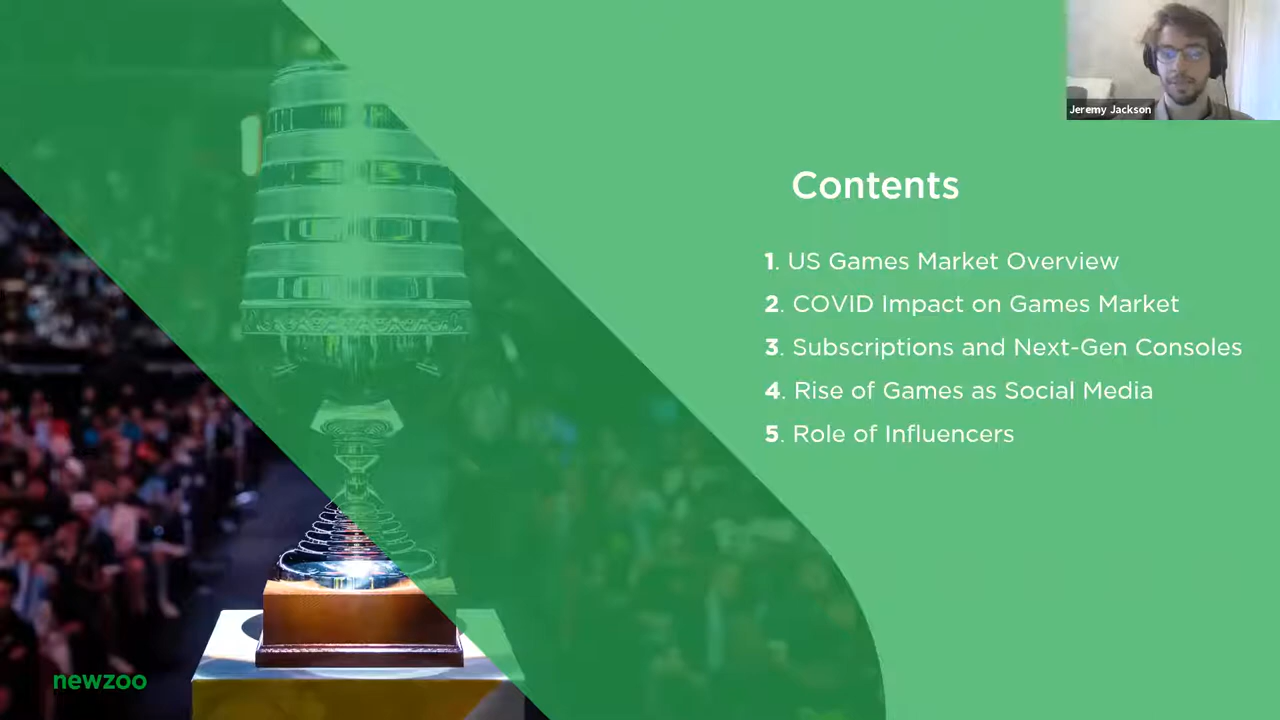 Jeremy Jackson
Contents
1. US Games Market Overview
2. COVID Impact on Games Market
3. Subscriptions and Next-Gen Consoles
4. Rise of Games as Social Media
5. Role of Influencers
newzoo